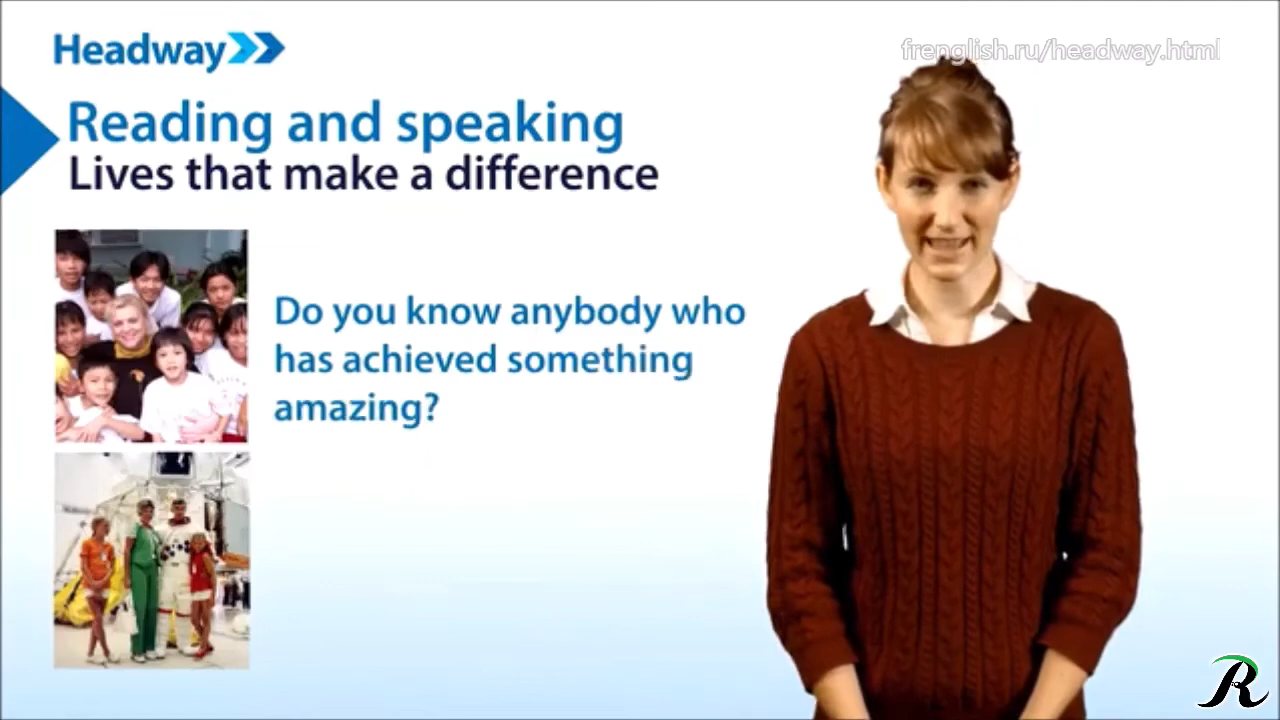 Headway
frenglish.ru/headway.html
Reading and speaking
Lives that make a difference
Do you know anybody who
has achieved something
amazing?
R